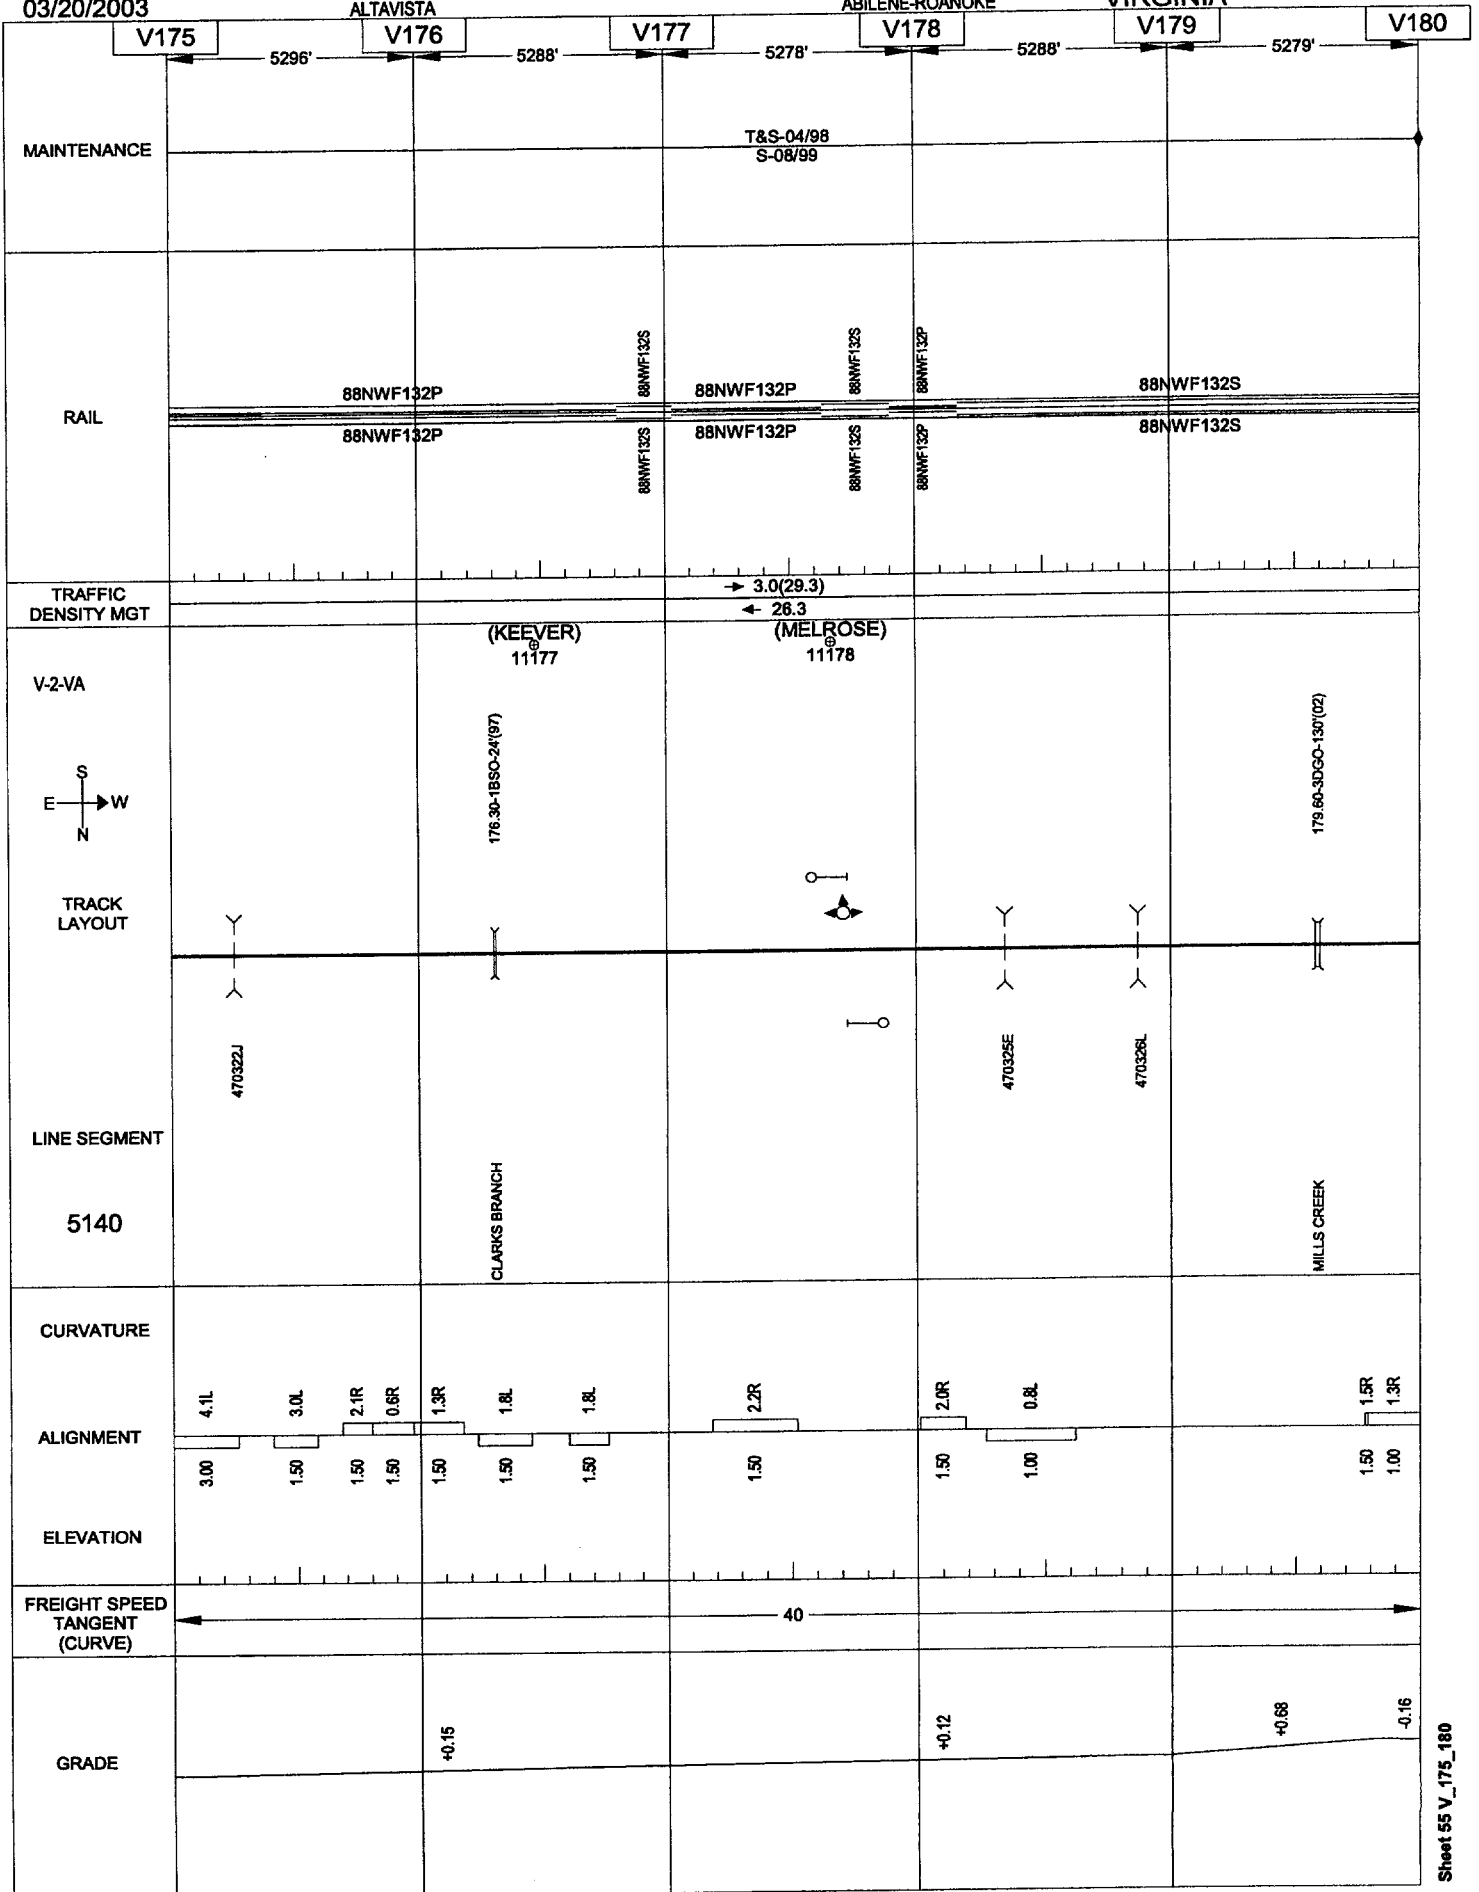 03/20/2003
ALTAVISTA
ABILENE-ROANOKE
VIRGINIA
V175
V176
V177
V178
V179
V180
5296'
5288'
5278'
5288'
5279'
MAINTENANCE
T&S-04/98
S-08/99
RAIL
88NWF132P
88NWF132S
88NWF132P
88NWF132S
88NWF132P
88NWF132S
88NWF132P
88NWF132S
88NWF132P
88NWF132S
88NWF132P
88NWF132S
TRAFFIC
DENSITY MGT
3.0(29.3)
26.3
(KEEVER)
11177
(MELROSE)
11178
V-2-VA
176.30-1BSO-24'(97)
179.60-3DGO-130'(02)
S
E W
N
TRACK
LAYOUT
470322J
470325E
470326L
LINE SEGMENT
5140
CLARKS BRANCH
MILLS CREEK
CURVATURE
4.1L
3.0L
2.1R
0.6R
1.3R
1.8L
1.8L
2.2R
2.0R
0.8L
1.5R
1.3R
ALIGNMENT
3.00
1.50
1.50
1.50
1.50
1.50
1.50
1.50
1.50
1.00
1.50
1.00
ELEVATION
FREIGHT SPEED
TANGENT
(CURVE)
40
GRADE
+0.15
+0.12
+0.68
-0.16
Sheet 55 V_175_180